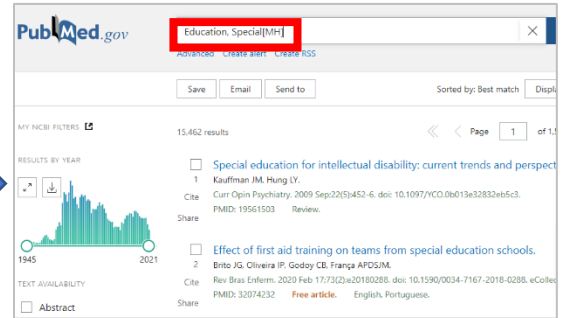 PubMed.gov
Education, Special[MH]
Advanced Create alert Create RSS
Save Email Send to Sorted by: Best match
MY NCBI FILTERS
15,462 results
Page 1 of
RESULTS BY YEAR
1945 2021
TEXT AVAILABILITY
Abstract
Special education for intellectual disability: current trends and
1 Kauffman JM. Hung LY.
Cite Curr Opin Psychiatry. 2009 Sep;22(5):452-6. doi: 10.1097/YCO.0b013e32832eb5c3.
Share PMID: 19561503 Review.
Effect of first aid training on teams from special education schools.
2 Brito JG, Oliveira IP. Godoy CB, França APDSJM.
Cite Rev Bras Enferm. 2020 Feb 17;73(2):e20180288. doi: 10.1590/0034-7167-2018-0288.
Share PMID: 32074232 Free article. English, Portuguese.